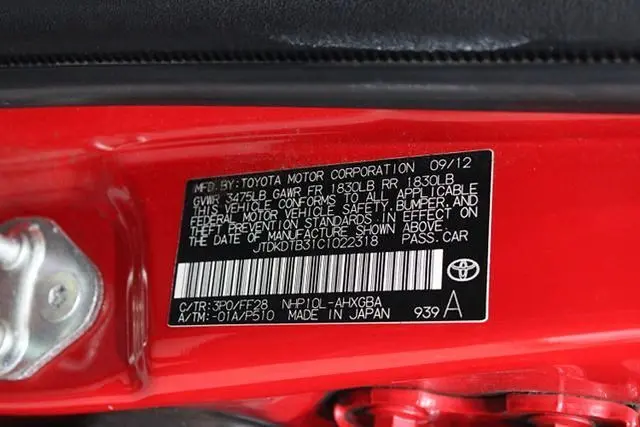 MFD. BY: TOYOTA MOTOR CORPORATION 09/12
GVWR 3475LB GAWR FR 1830LB RR 1830LB
THIS VEHICLE CONFORMS TO ALL APPLICABLE
FEDERAL MOTOR VEHICLE SAFETY, BUMPER, AND
THEFT PREVENTION STANDARDS IN EFFECT ON
THE DATE OF MANUFACTURE SHOWN ABOVE.
JTDKDTB31C1022318 PASS. CAR
C/TR: 3P0/FF28 NHP10L-AHXGBA
A/TM: -01A/P510 MADE IN JAPAN 939 A